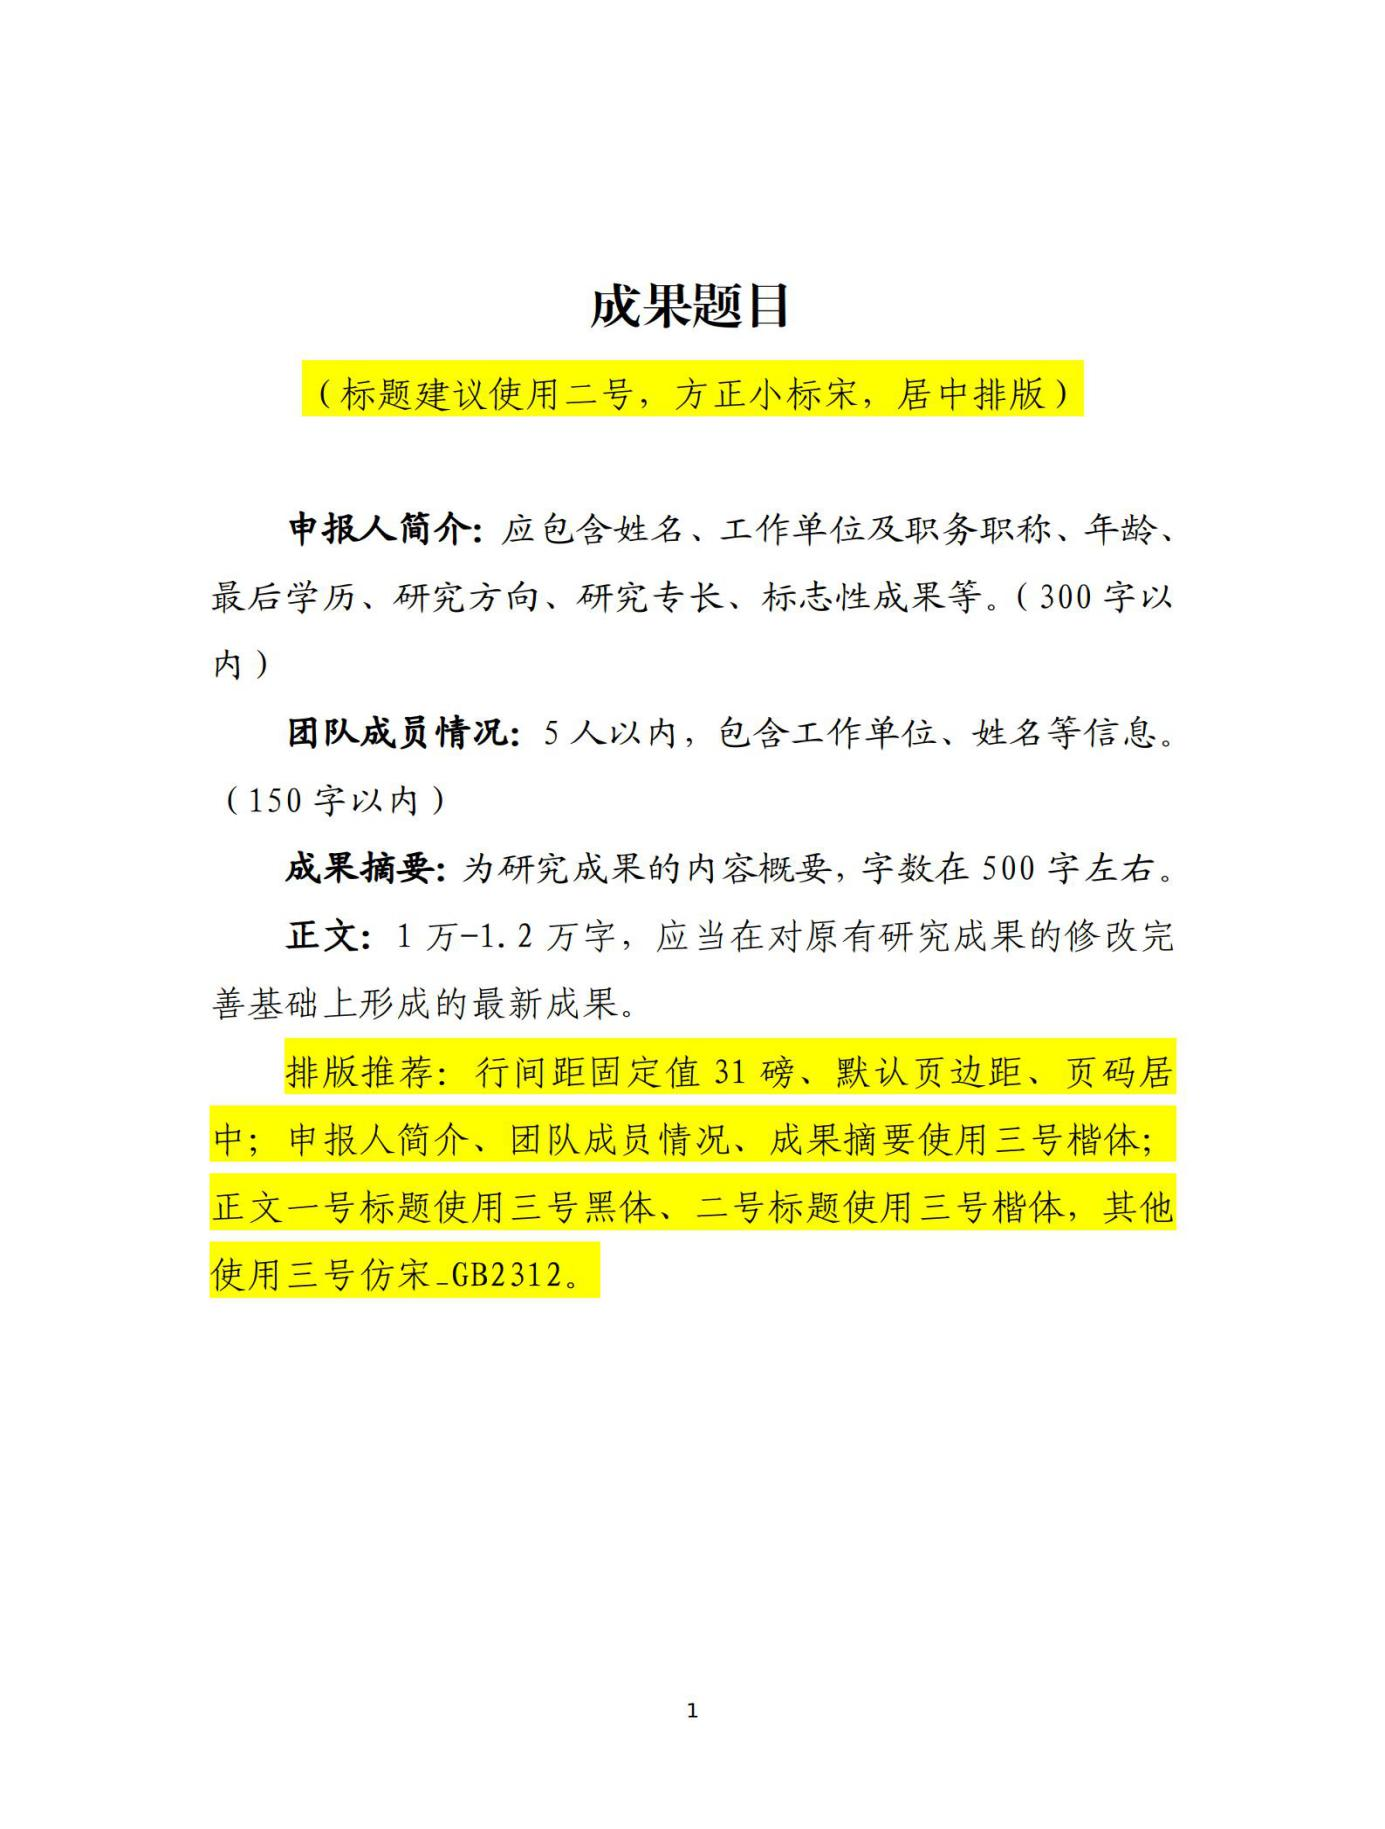 成果题目
（标题建议使用二号，方正小标宋，居中排版）
申报人简介：应包含姓名、工作单位及职务职称、年龄、
最后学历、研究方向、研究专长、标志性成果等。（300 字以
内）
团队成员情况：5 人以内，包含工作单位、姓名等信息。
（150 字以内）
成果摘要：为研究成果的内容概要，字数在 500 字左右。
正文：1 万-1.2 万字，应当在对原有研究成果的修改完
善基础上形成的最新成果。
排版推荐：行间距固定值 31 磅、默认页边距、页码居
中；申报人简介、团队成员情况、成果摘要使用三号楷体；
正文一号标题使用三号黑体、二号标题使用三号楷体，其他
使用三号仿宋_GB2312。
1